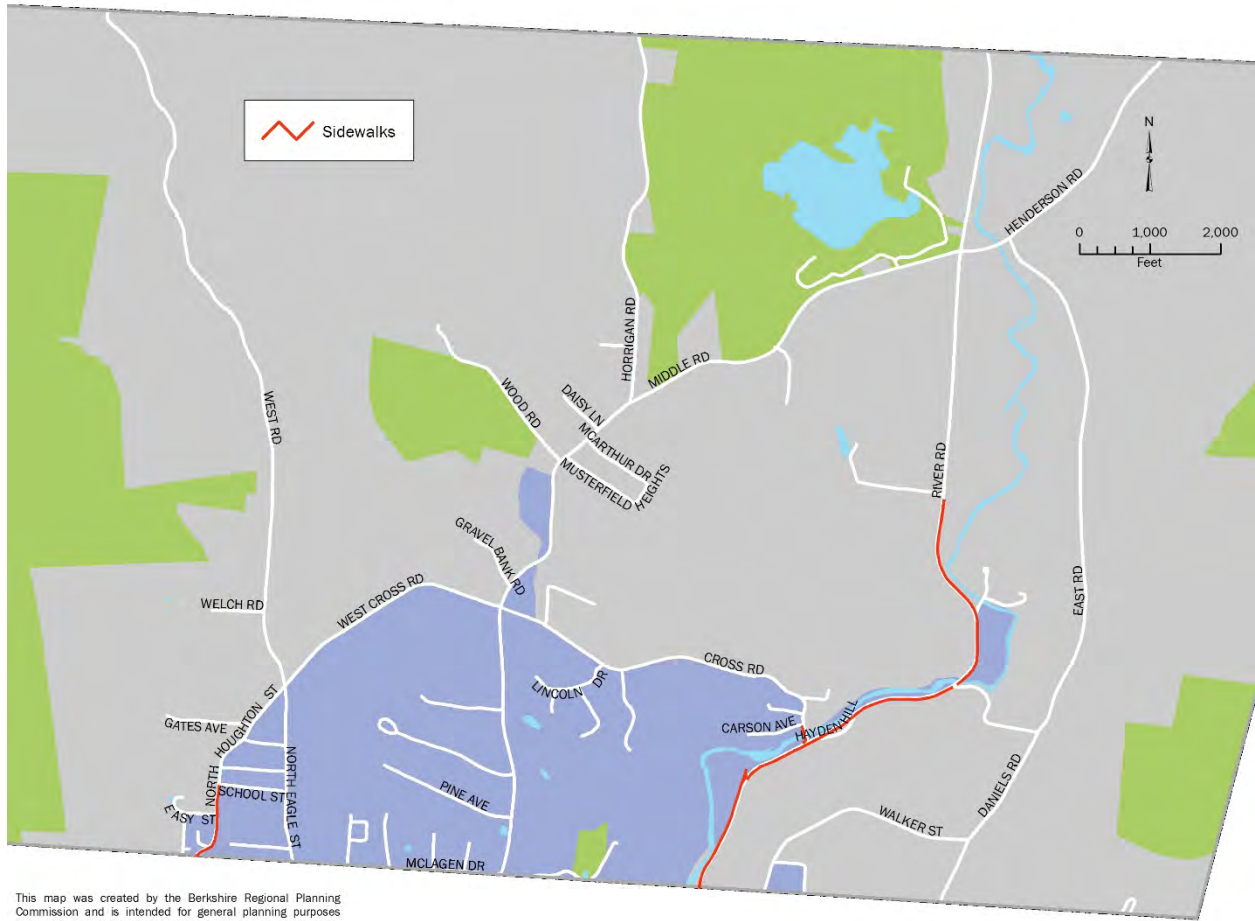 Sidewalks
N
0 1,000 2,000
Feet
HENDERSON RD
HORRIGAN RD
MIDDLE RD
WEST RD
WOOD RD
DAISY LN
MCARTHUR DR
MUSTERFIELD
HEIGHTS
RIVER RD
GRAVEL BANK RD
WEST CROSS RD
WELCH RD
EAST RD
CROSS RD
LINCOLN DR
CARSON AVE
HAYDEN HILL
GATES AVE
NORTH HOUGHTON ST
NORTH EAGLE ST
SCHOOL ST
EASY ST
PINE AVE
DANIELS RD
WALKER ST
MCLAGEN DR
This map was created by the Berkshire Regional Planning
Commission and is intended for general planning purposes